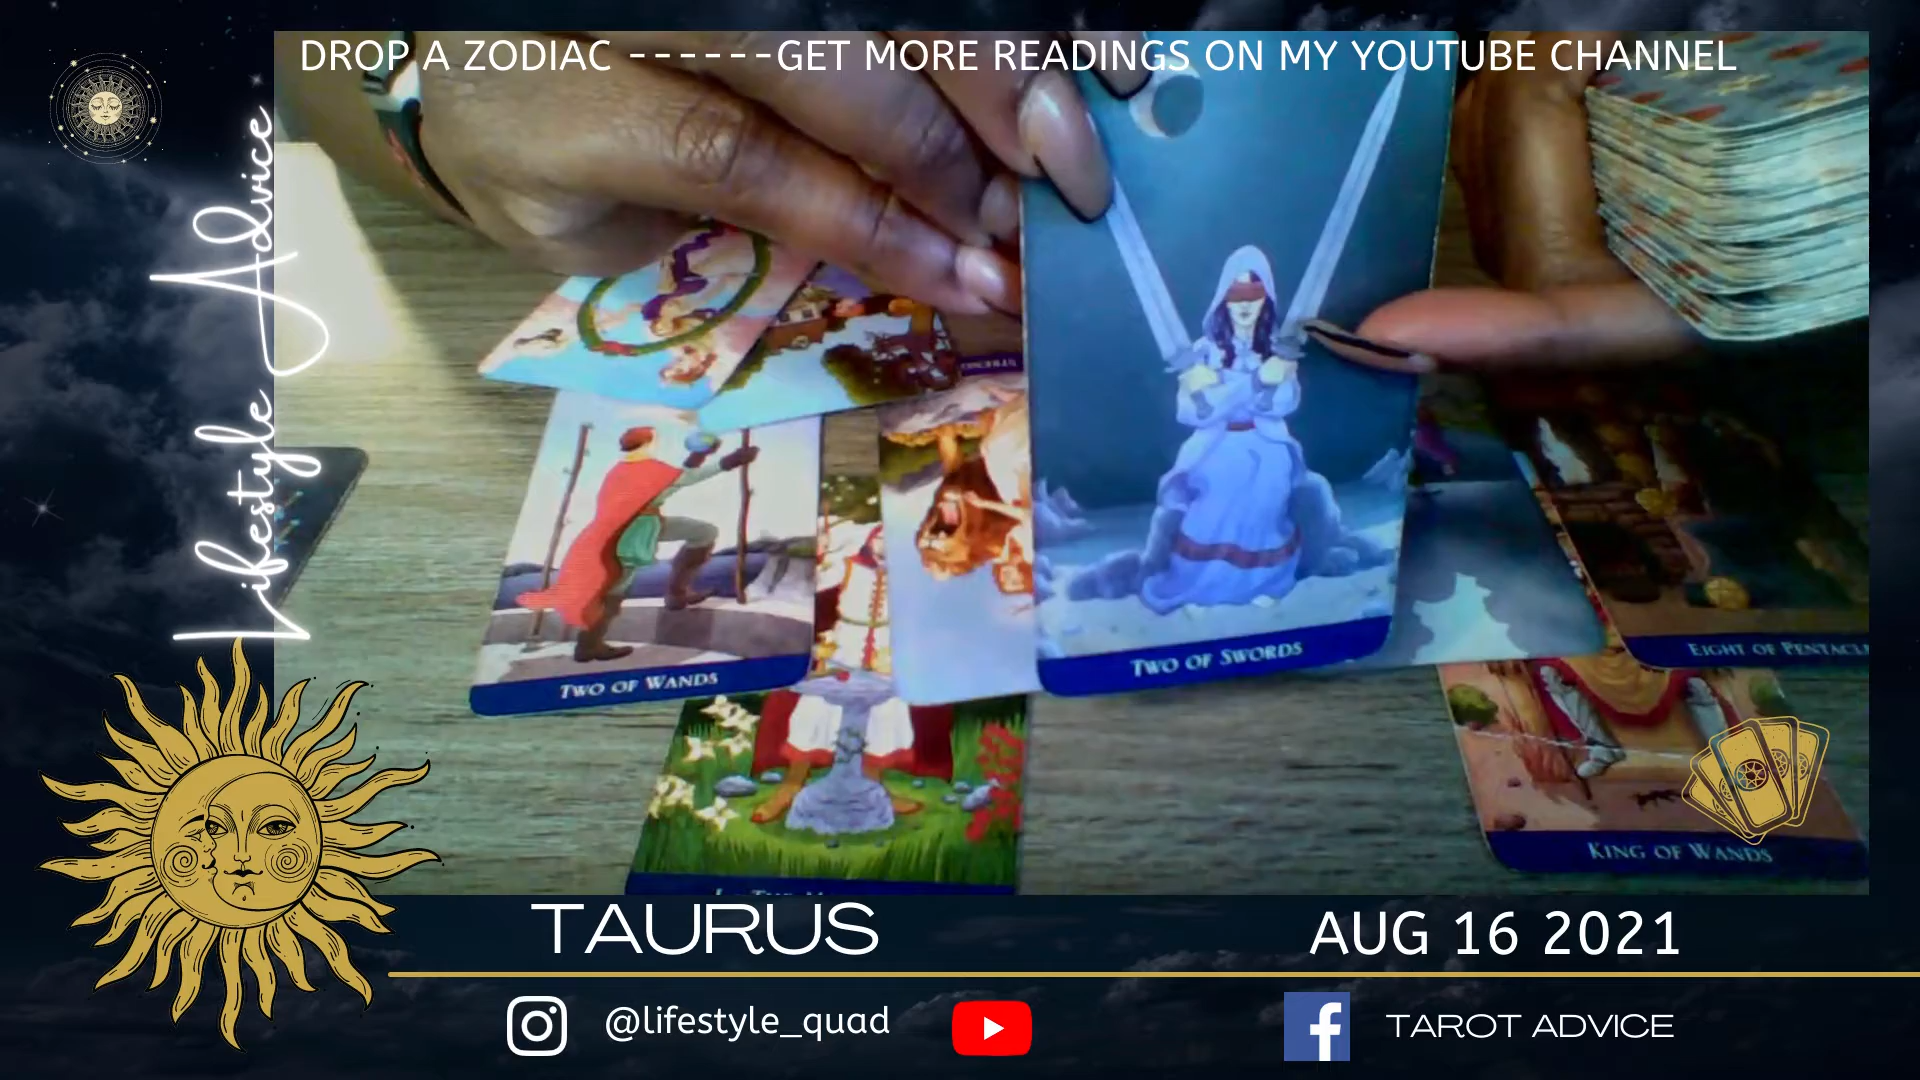 DROP A ZODIAC ------GET MORE READINGS ON MY YOUTUBE CHANNEL
Lifestyle Advice
TWO OF WANDS
TWO OF SWORDS
EIGHT OF PENTACL
KING OF WANDS
TAURUS
AUG 16 2021
@lifestyle_quad
TAROT ADVICE